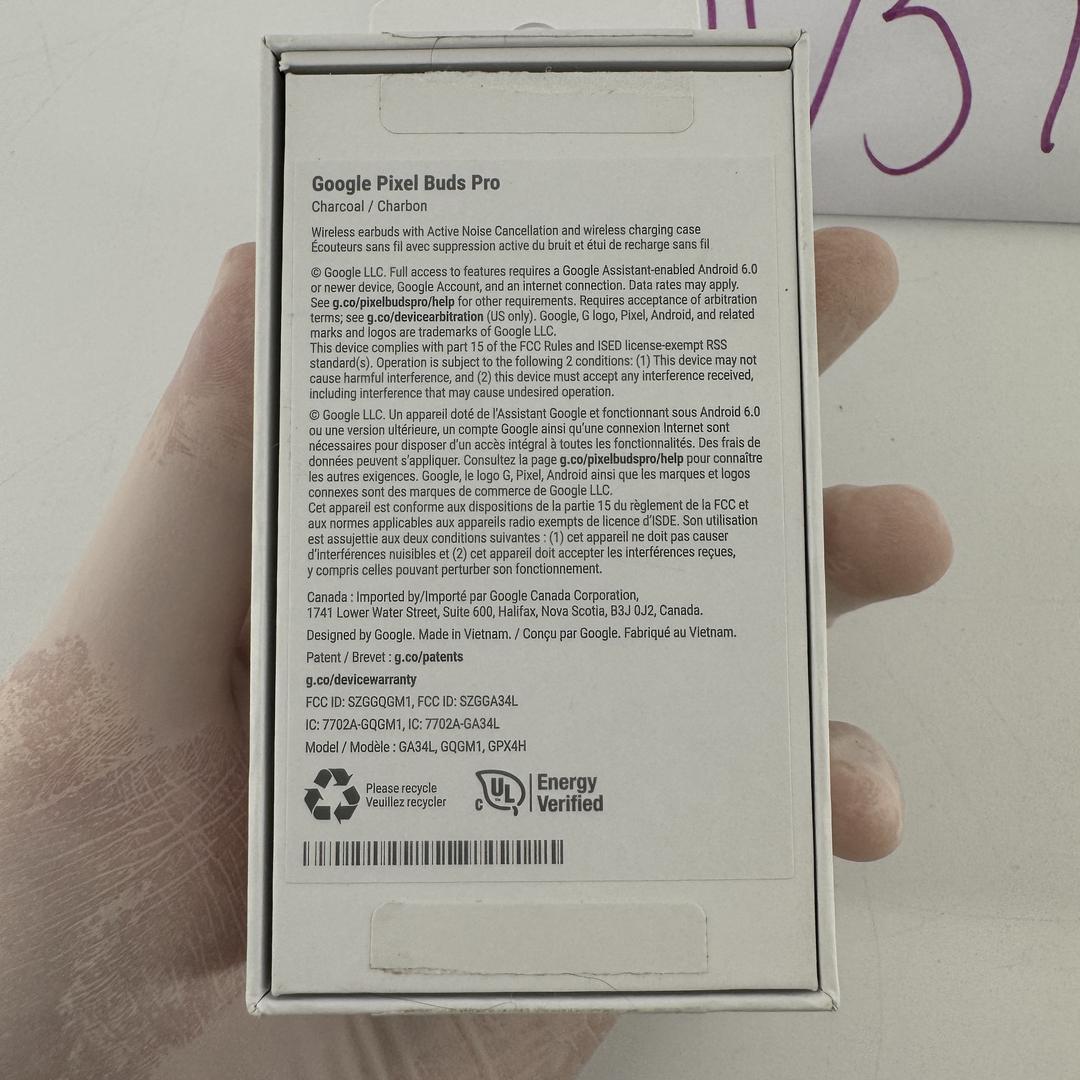 Google Pixel Buds Pro
Charcoal / Charbon
Wireless earbuds with Active Noise Cancellation and wireless charging case
Écouteurs sans fil avec suppression active du bruit et étui de recharge sans fil
© Google LLC. Full access to features requires a Google Assistant-enabled Android 6.0
or newer device, Google Account, and an internet connection. Data rates may apply.
See g.co/pixelbudspro/help for other requirements. Requires acceptance of arbitration
terms; see g.co/devicearbitration (US only). Google, G logo, Pixel, Android, and related
marks and logos are trademarks of Google LLC.
This device complies with part 15 of the FCC Rules and ISED license-exempt RSS
standard(s). Operation is subject to the following 2 conditions: (1) This device may not
cause harmful interference, and (2) this device must accept any interference received,
including interference that may cause undesired operation.
© Google LLC. Un appareil doté de l'Assistant Google et fonctionnant sous Android 6.0
ou une version ultérieure, un compte Google ainsi qu'une connexion Internet sont
nécessaires pour disposer d'un accès intégral à toutes les fonctionnalités. Des frais de
données peuvent s'appliquer. Consultez la page g.co/pixelbudspro/help pour connaître
les autres exigences. Google, le logo G, Pixel, Android ainsi que les marques et logos
connexes sont des marques de commerce de Google LLC.
Cet appareil est conforme aux dispositions de la partie 15 du règlement de la FCC et
aux normes applicables aux appareils radio exempts de licence d'ISDE. Son utilisation
est assujettie aux deux conditions suivantes : (1) cet appareil ne doit pas causer
d'interférences nuisibles et (2) cet appareil doit accepter les interférences reçues,
y compris celles pouvant perturber son fonctionnement.
Canada : Imported by/Importé par Google Canada Corporation,
1741 Lower Water Street, Suite 600, Halifax, Nova Scotia, B3J 0J2, Canada.
Designed by Google. Made in Vietnam. / Conçu par Google. Fabriqué au Vietnam.
Patent / Brevet : g.co/patents
g.co/devicewarranty
FCC ID: SZGGQGM1, FCC ID: SZGGA34L
IC: 7702A-GQGM1, IC: 7702A-GA34L
Model / Modèle : GA34L, GQGM1, GPX4H
Please recycle
Veuillez recycler
c UL Energy
Verified